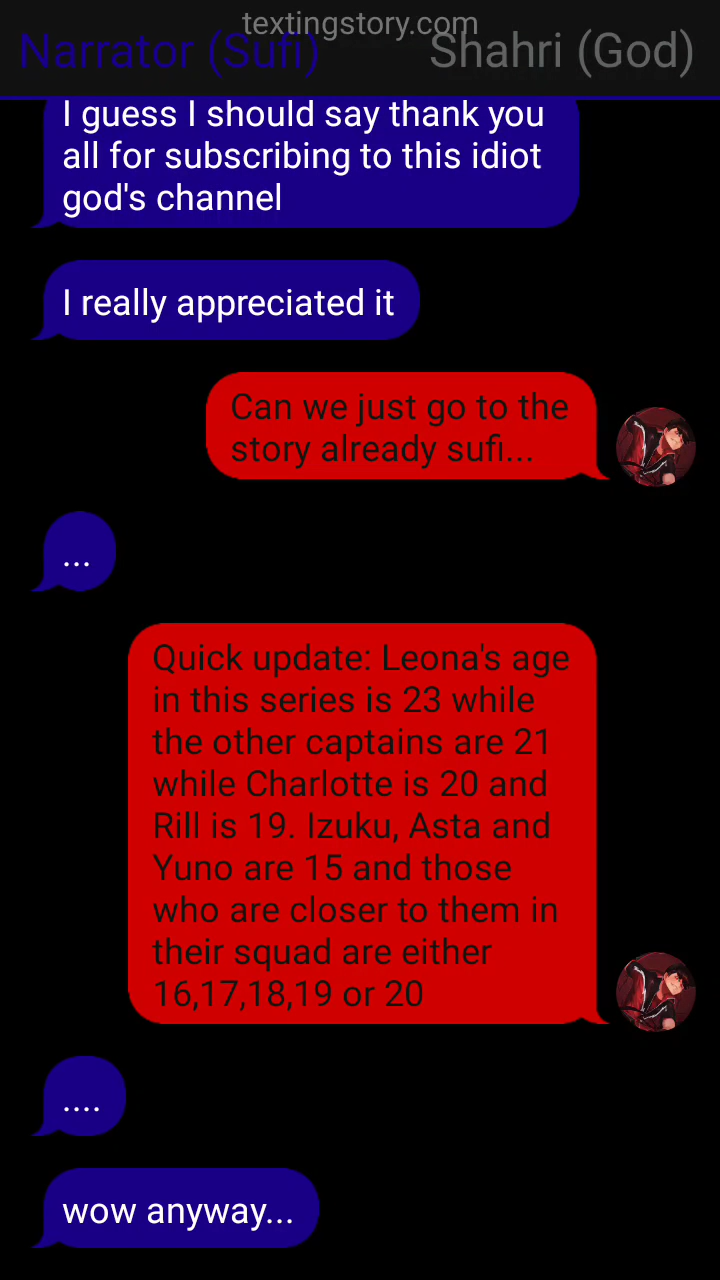 textingstory.com
Narrator (Sufi) Shahri (God)
I guess I should say thank you
all for subscribing to this idiot
god's channel
I really appreciated it
Can we just go to the
story already sufi...
...
Quick update: Leona's age
in this series is 23 while
the other captains are 21
while Charlotte is 20 and
Rill is 19. Izuku, Asta and
Yuno are 15 and those
who are closer to them in
their squad are either
16,17,18,19 or 20
....
wow anyway...